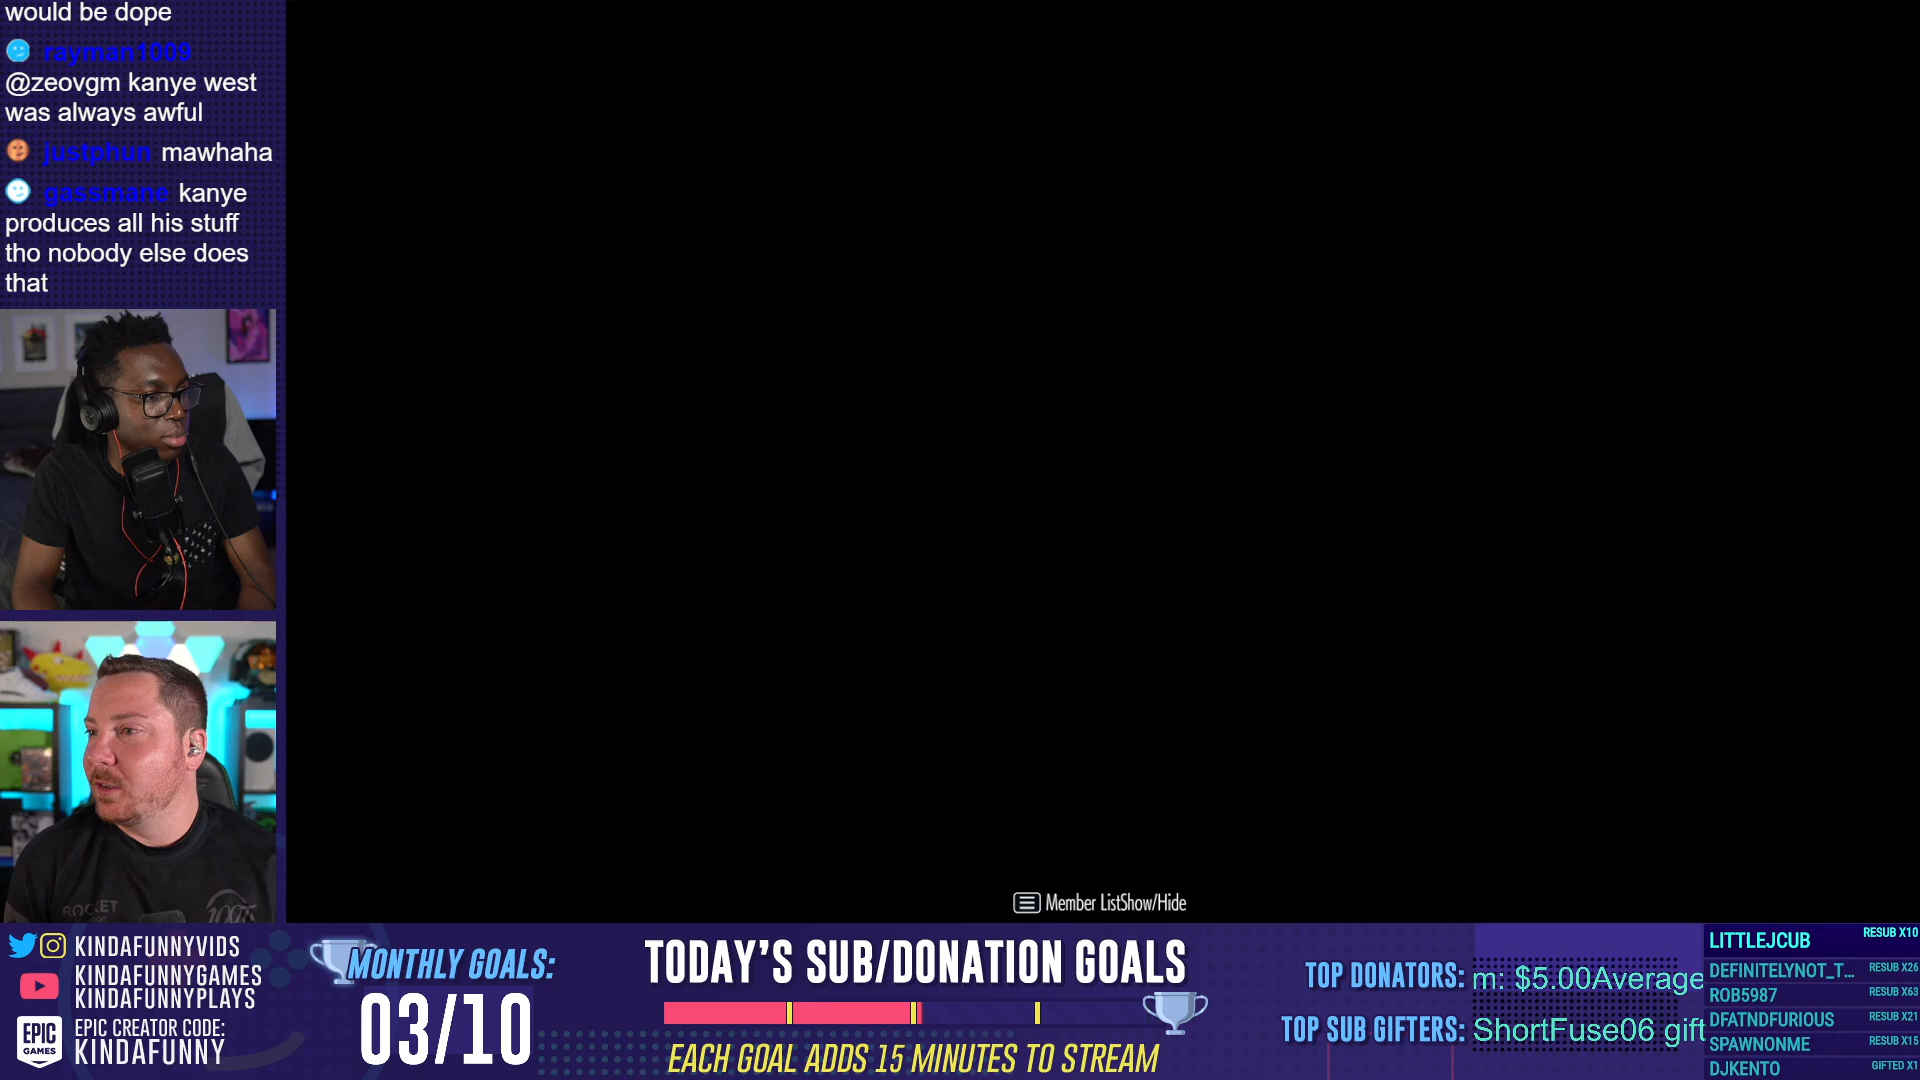 would be dope
rayman1009
@zeovgm kanye west
was always awful
justphun mawhaha
gassmane kanye
produces all his stuff
tho nobody else does
that
ROCKET
Member ListShow/Hide
KINDAFUNNYVIDS
KINDAFUNNYGAMES
KINDAFUNNYPLAYS
EPIC
GAMES
EPIC CREATOR CODE:
KINDAFUNNY
MONTHLY GOALS:
03/10
TODAY'S SUB/DONATION GOALS
EACH GOAL ADDS 15 MINUTES TO STREAM
TOP DONATORS: m: $5.00Average
TOP SUB GIFTERS: ShortFuse06 gift
LITTLEJCUB RESUB X10
DEFINITELYNOT_T... RESUB X26
ROB5987 RESUB X63
DFATNDFURIOUS RESUB X21
SPAWNONME RESUB X15
DJKENTO GIFTED X1